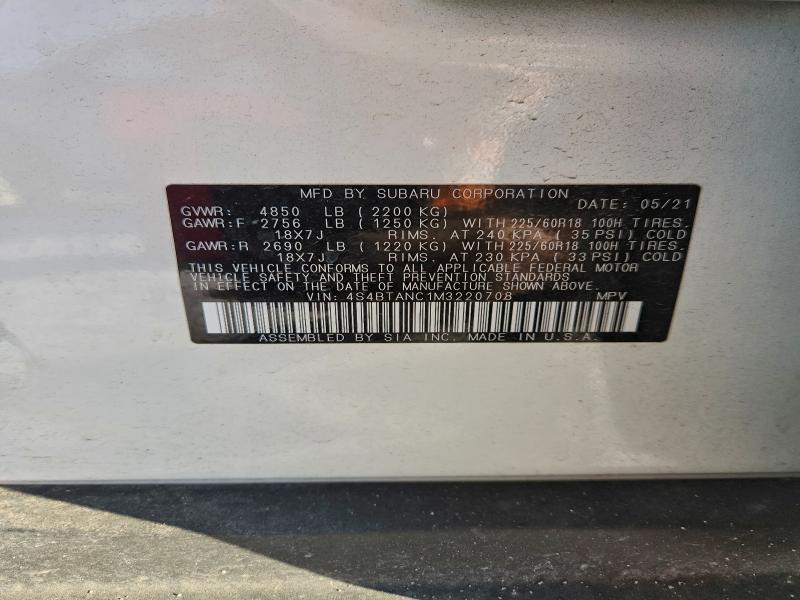 MFD BY SUBARU CORPORATION DATE: 05/21
GVWR: 4850 LB (2200 KG)
GAWR:F 2756 LB (1250 KG) WITH 225/60R18 100H TIRES.
18X7J RIMS. AT 240 KPA ( 35 PSI) COLD
GAWR:R 2690 LB (1220 KG) WITH 225/60R18 100H TIRES.
18X7J RIMS. AT 230 KPA ( 33 PSI) COLD
THIS VEHICLE CONFORMS TO ALL APPLICABLE FEDERAL MOTOR
VEHICLE SAFETY AND THEFT PREVENTION STANDARDS
IN EFFECT ON THE DATE OF MANUFACTURE SHOWN ABOVE.
VIN: 4S4BTANC1M3220708 MPV
ASSEMBLED BY SIA INC. MADE IN U.S.A.